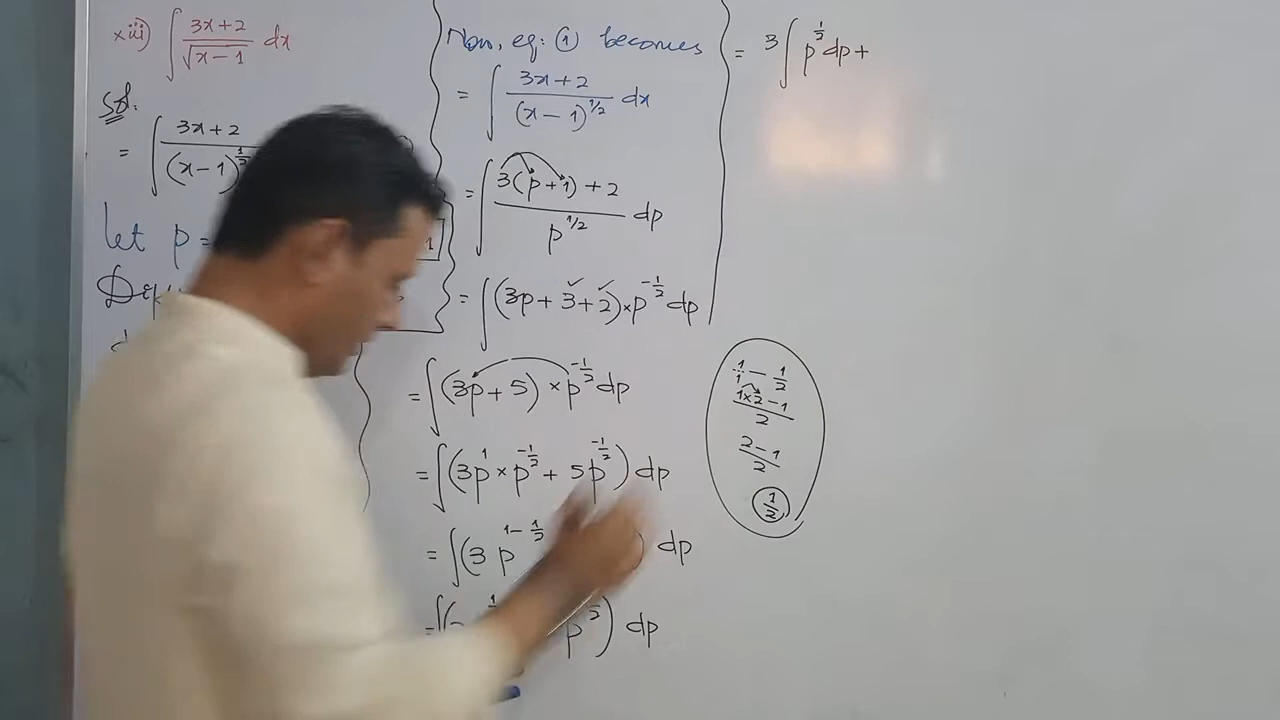 xiii) ∫ (3x+2)/√(x-1) dx
Sol:
= ∫ (3x+2)/(x-1)^½
let p =
Now, eq: ① becomes
= ∫ (3x+2)/(x-1)^1/2 dx
= ∫ (3(p+1)+2)/p^1/2 dp
= ∫ (3p+3+2)×p^-½ dp
= ∫ (3p+5) × p^-½ dp
= ∫ (3p^1 × p^-½ + 5p^-½) dp
= ∫ (3 p^1-½ ) dp
= ∫ ( p ) dp
= 3 ∫ p^½ dp +
1/1 - 1/2
(1×2-1)/2
(2-1)/2
1/2